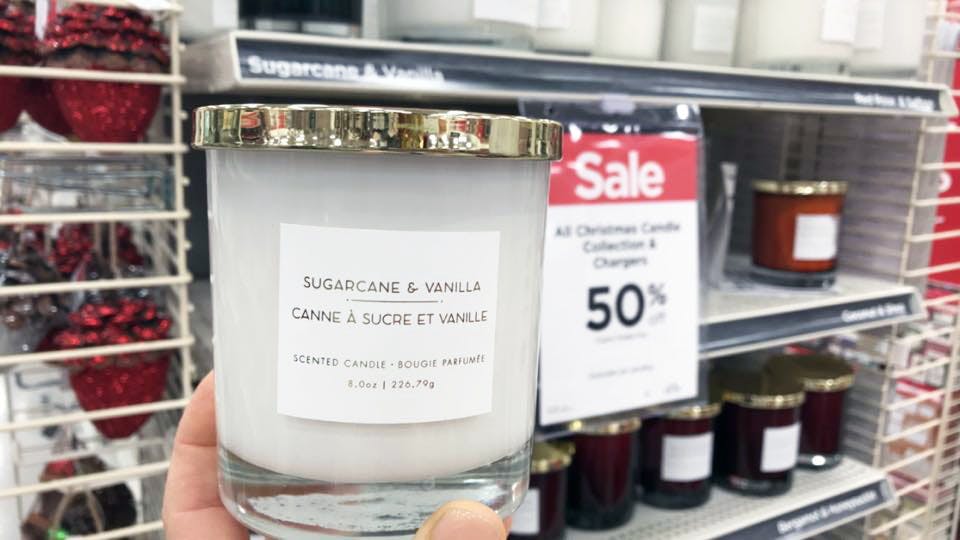 Sugarcane & Vanilla
SUGARCANE & VANILLA
CANNE À SUCRE ET VANILLE
SCENTED CANDLE • BOUGIE PARFUMÉE
8.0oz | 226.79g
Sale
All Christmas Candle
Collection &
Chargers
50%
off